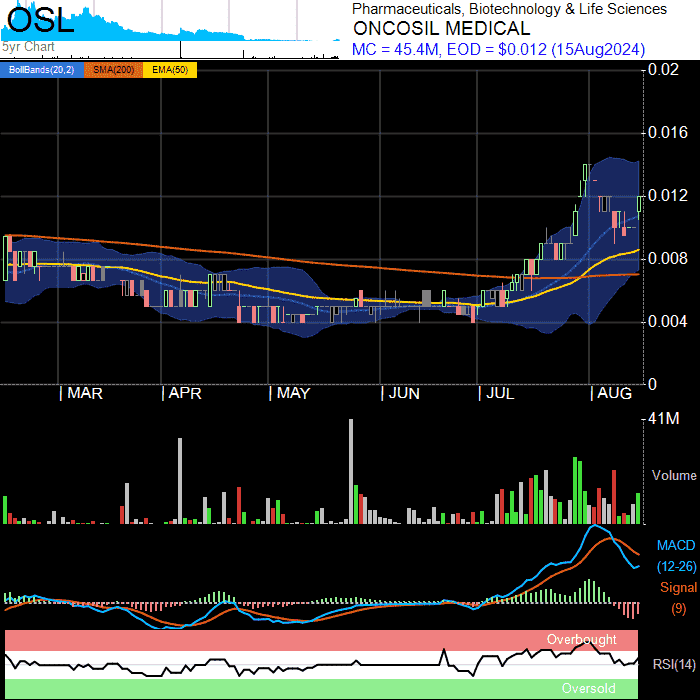 OSL
5yr Chart
Pharmaceuticals, Biotechnology & Life Sciences
ONCOSIL MEDICAL
MC = 45.4M, EOD = $0.012 (15Aug2024)
BollBands(20,2) SMA(200) EMA(50)
0.02
0.016
0.012
0.008
0.004
0
MAR APR MAY JUN JUL AUG
41M
Volume
MACD
(12-26)
Signal
(9)
Overbought
RSI(14)
Oversold